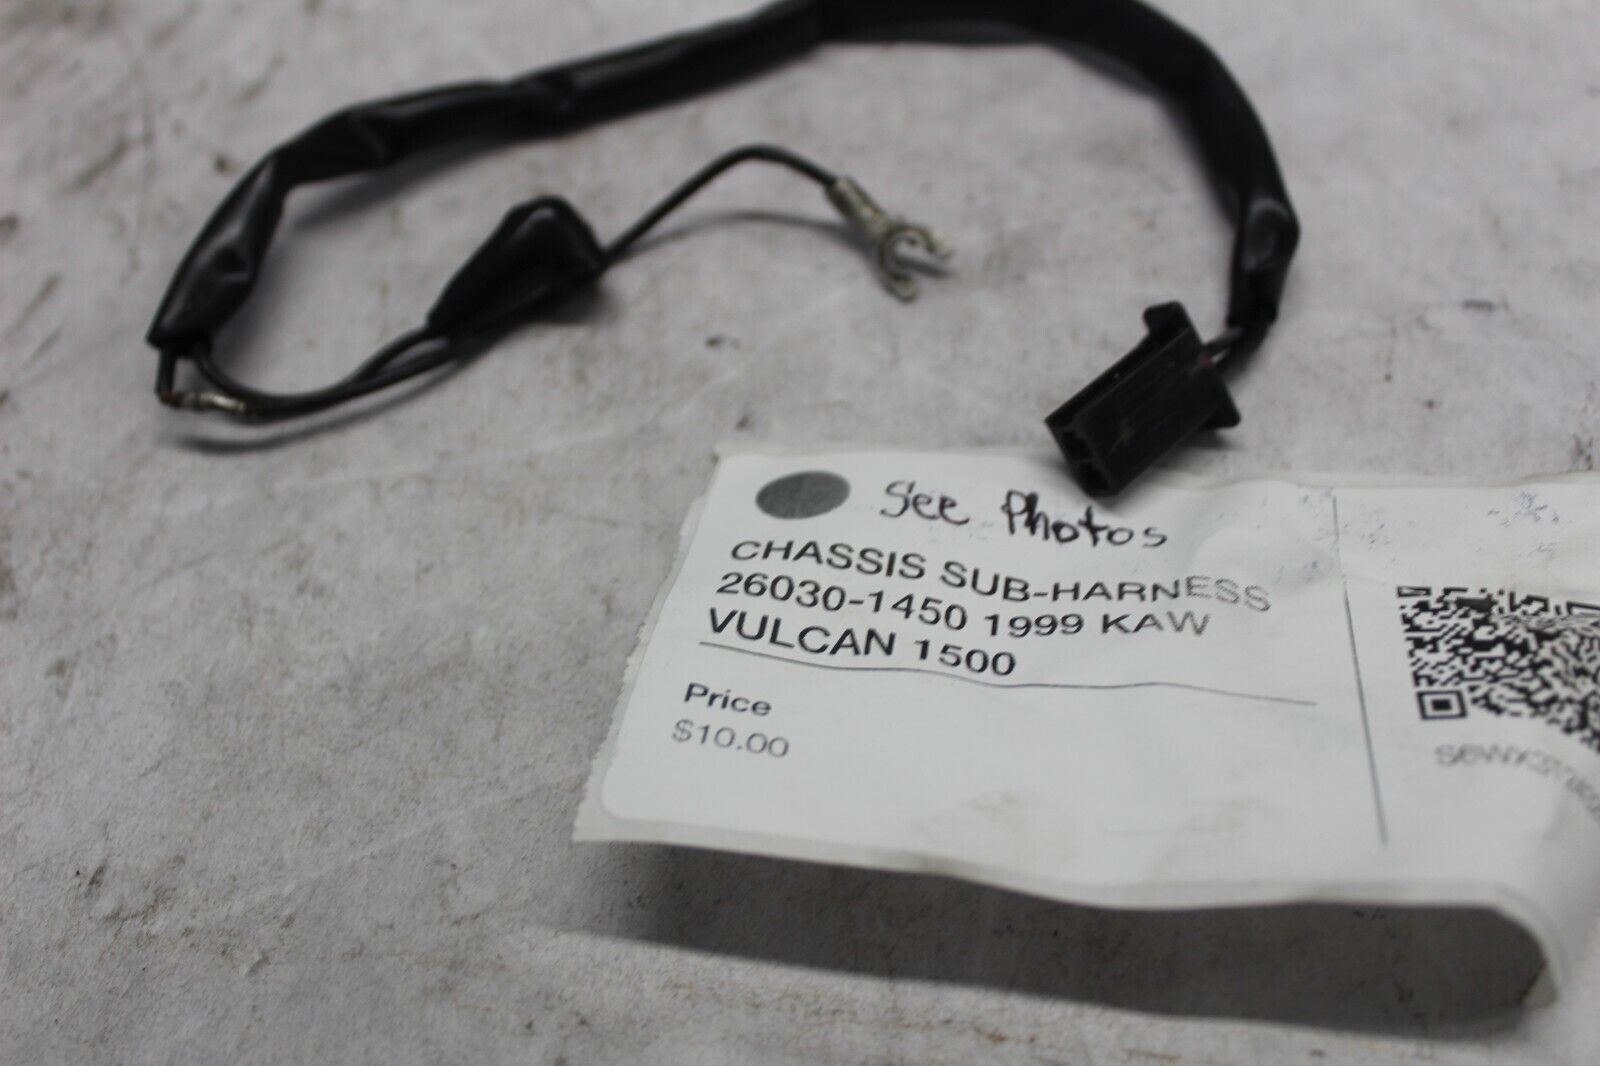 See Photos
CHASSIS SUB-HARNESS
26030-1450 1999 KAW
VULCAN 1500
Price
$10.00